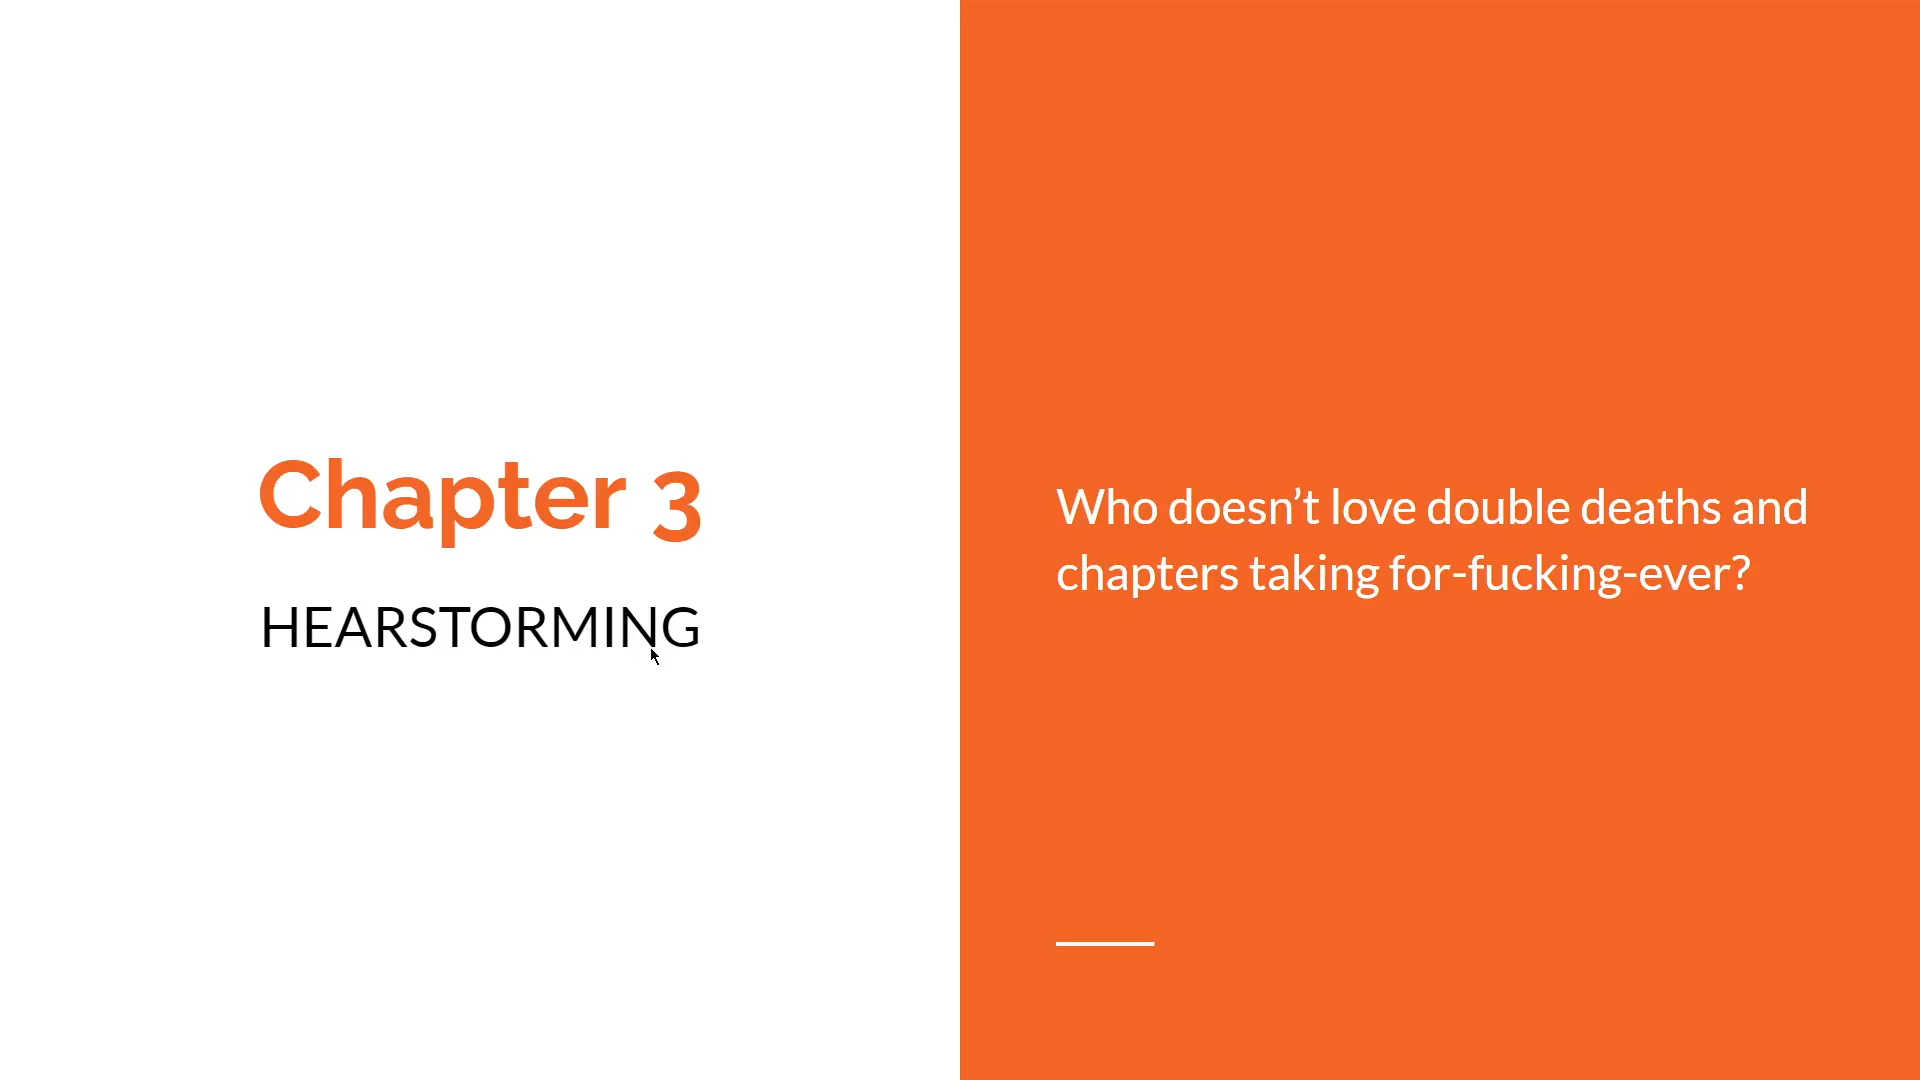 Chapter 3
HEARSTORMING
Who doesn’t love double deaths and
chapters taking for-fucking-ever?